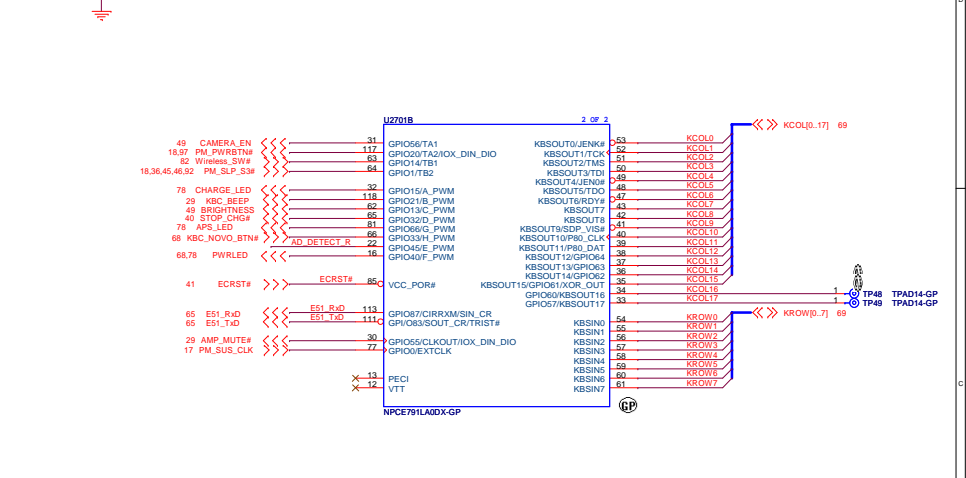 U2701B 2 OF 2
49 CAMERA_EN 31 GPIO56/TA1
18,97 PM_PWRBTN# 117 GPIO20/TA2/IOX_DIN_DIO
82 Wireless_SW# 63 GPIO14/TB1
18,36,45,46,92 PM_SLP_S3# 64 GPIO1/TB2
78 CHARGE_LED 32 GPIO15/A_PWM
29 KBC_BEEP 118 GPIO21/B_PWM
49 BRIGHTNESS 62 GPIO13/C_PWM
40 STOP_CHG# 65 GPIO32/D_PWM
78 APS_LED 81 GPIO66/G_PWM
68 KBC_NOVO_BTN# 66 GPIO33/H_PWM
AD_DETECT_R 22 GPIO45/E_PWM
68,78 PWRLED 16 GPIO40/F_PWM
41 ECRST# ECRST# 85 VCC_POR#
65 E51_RxD E51_RxD 113 GPIO87/CIRRXM/SIN_CR
65 E51_TxD E51_TxD 111 GPI/O83/SOUT_CR/TRIST#
29 AMP_MUTE# 30 GPIO55/CLKOUT/IOX_DIN_DIO
17 PM_SUS_CLK 77 GPIO0/EXTCLK
13 PECI
12 VTT
KBSOUT0/JENK# 53 KCOL0
KBSOUT1/TCK 52 KCOL1
KBSOUT2/TMS 51 KCOL2
KBSOUT3/TDI 50 KCOL3
KBSOUT4/JEN0# 49 KCOL4
KBSOUT5/TDO 48 KCOL5
KBSOUT6/RDY# 47 KCOL6
KBSOUT7 43 KCOL7
KBSOUT8 42 KCOL8
KBSOUT9/SDP_VIS# 41 KCOL9
KBSOUT10/P80_CLK 40 KCOL10
KBSOUT11/P80_DAT 39 KCOL11
KBSOUT12/GPIO64 38 KCOL12
KBSOUT13/GPIO63 37 KCOL13
KBSOUT14/GPIO62 36 KCOL14
KBSOUT15/GPIO61/XOR_OUT 35 KCOL15
GPIO60/KBSOUT16 34 KCOL16 1 TP48 TPAD14-GP
GPIO57/KBSOUT17 33 KCOL17 1 TP49 TPAD14-GP
KCOL[0..17] 69
KROW[0..7] 69
KBSIN0 54 KROW0
KBSIN1 55 KROW1
KBSIN2 56 KROW2
KBSIN3 57 KROW3
KBSIN4 58 KROW4
KBSIN5 59 KROW5
KBSIN6 60 KROW6
KBSIN7 61 KROW7
NPCE791LA0DX-GP
GP
C